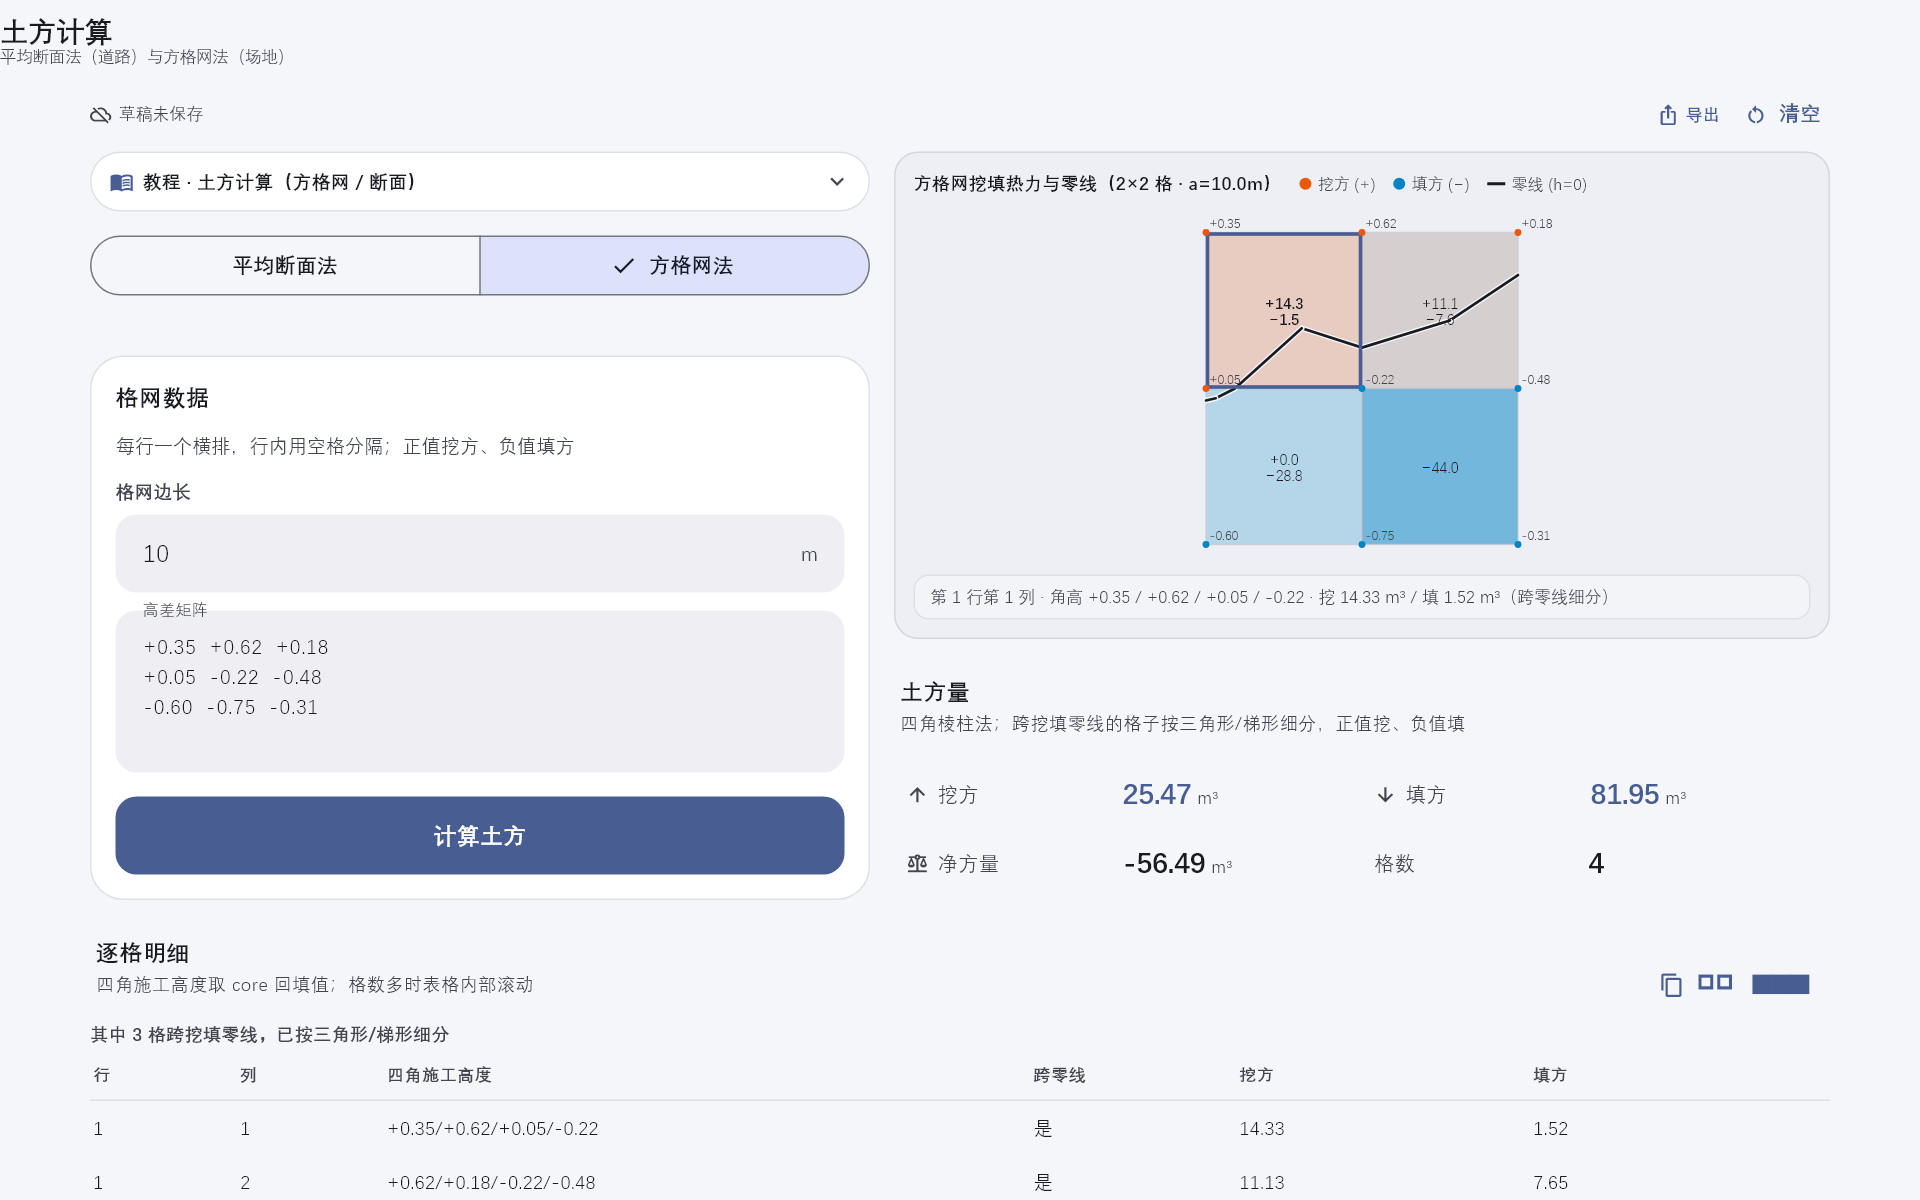 土方计算
平均断面法（道路）与方格网法（场地）
草稿未保存
导出
清空
教程 · 土方计算（方格网 / 断面）
平均断面法
方格网法
格网数据
每行一个横排，行内用空格分隔；正值挖方、负值填方
格网边长
10 m
高差矩阵
+0.35 +0.62 +0.18
+0.05 -0.22 -0.48
-0.60 -0.75 -0.31
计算土方
方格网挖填热力与零线（2×2 格 · a=10.0m）
挖方 (+)
填方 (−)
零线 (h=0)
+0.35 +0.62 +0.18
+14.3
−1.5
+11.1
+0.05 -0.22 -0.48
+0.0
−28.8
−44.0
-0.60 -0.75 -0.31
第 1 行第 1 列 · 角高 +0.35 / +0.62 / +0.05 / -0.22 · 挖 14.33 m³ / 填 1.52 m³（跨零线细分）
土方量
四角棱柱法；跨挖填零线的格子按三角形/梯形细分，正值挖、负值填
挖方 25.47 m³
填方 81.95 m³
净方量 -56.49 m³
格数 4
逐格明细
四角施工高度取 core 回填值；格数多时表格内部滚动
其中 3 格跨挖填零线，已按三角形/梯形细分
行 列 四角施工高度 跨零线 挖方 填方
1 1 +0.35/+0.62/+0.05/-0.22 是 14.33 1.52
1 2 +0.62/+0.18/-0.22/-0.48 是 11.13 7.65